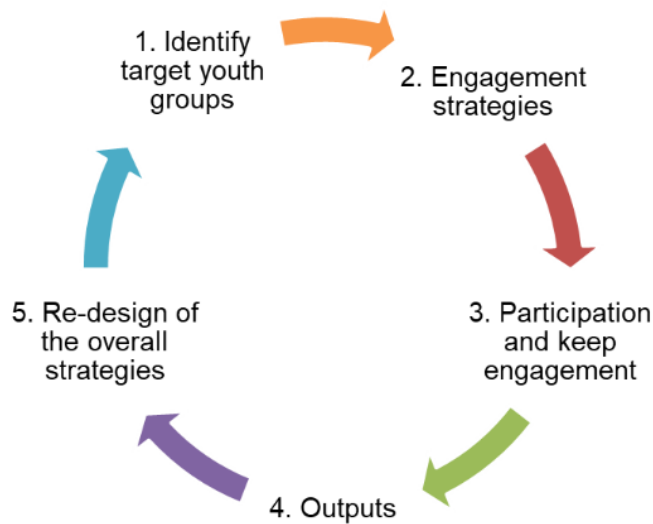 1. Identify
target youth
groups
2. Engagement
strategies
3. Participation
and keep
engagement
4. Outputs
5. Re-design of
the overall
strategies